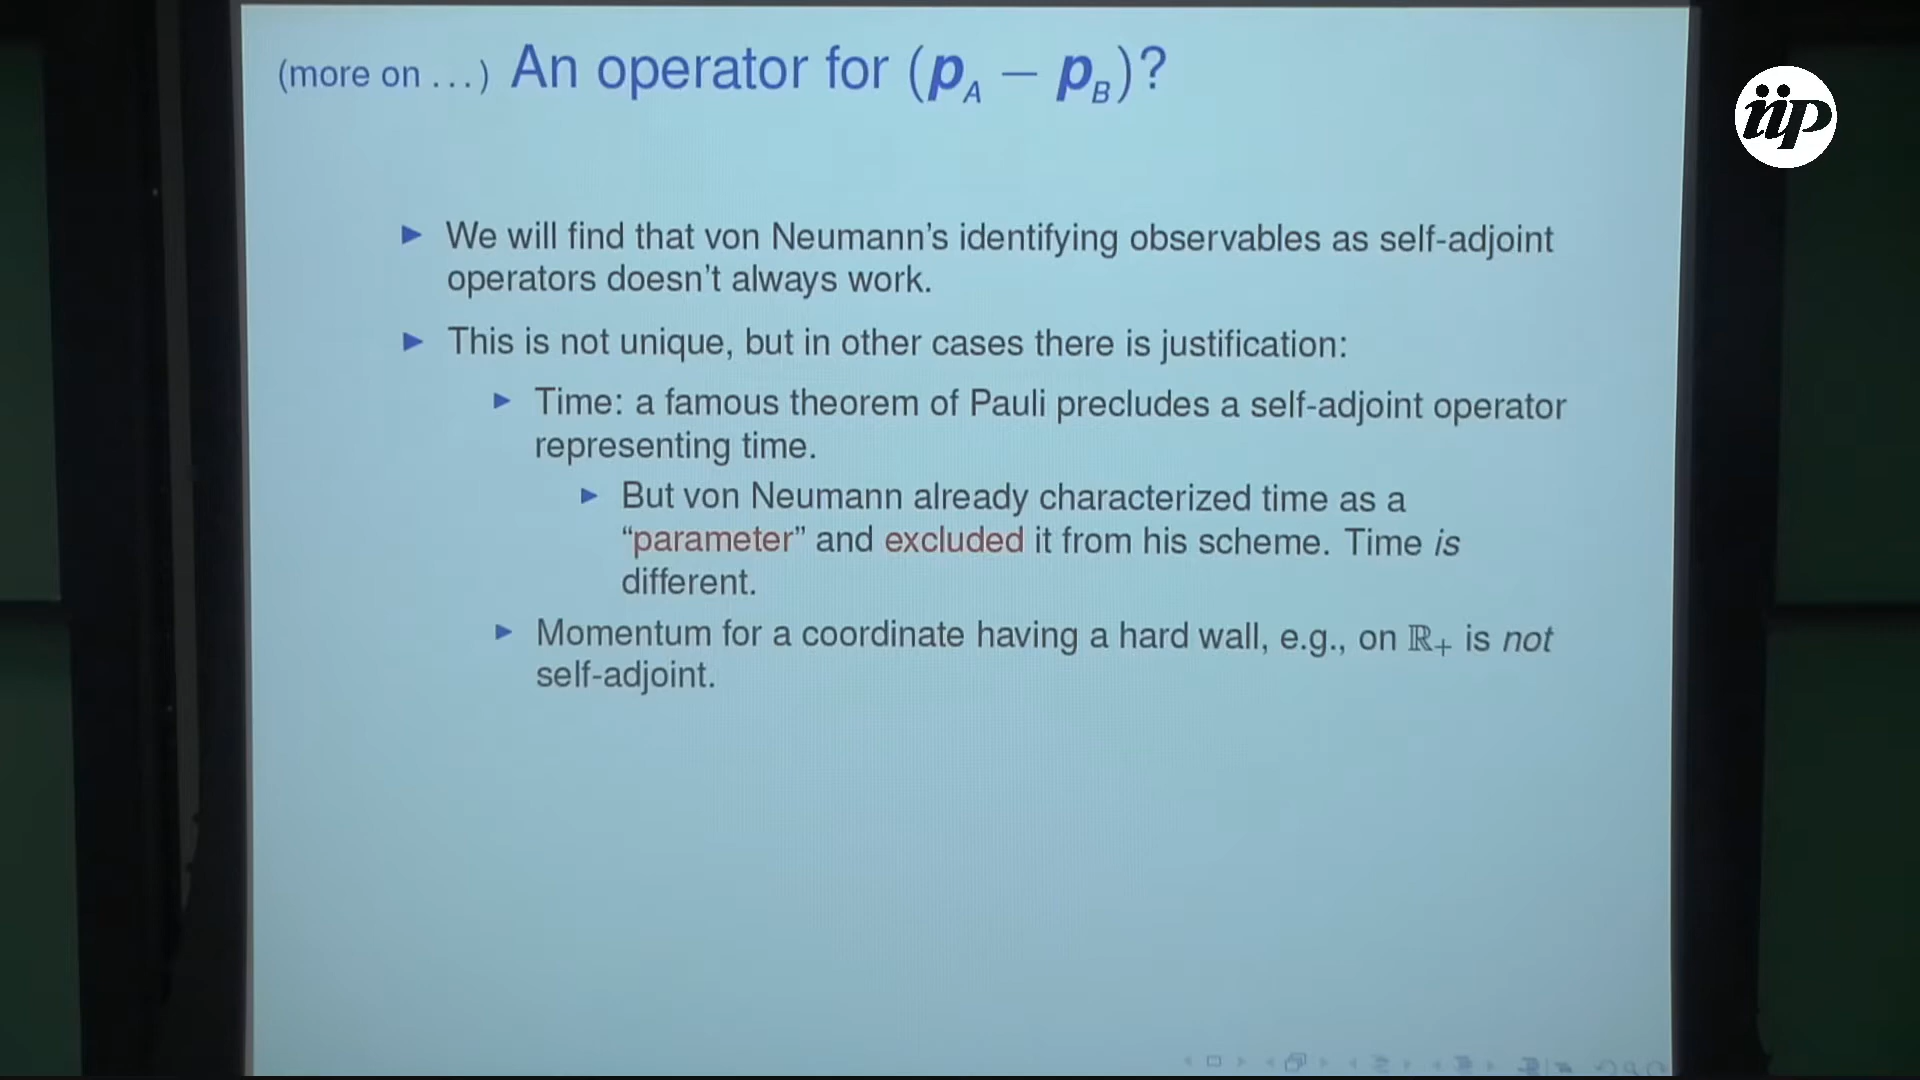 (more on ...) An operator for (p_A − p_B)?
iip
► We will find that von Neumann's identifying observables as self-adjoint
operators doesn't always work.
► This is not unique, but in other cases there is justification:
► Time: a famous theorem of Pauli precludes a self-adjoint operator
representing time.
► But von Neumann already characterized time as a
“parameter” and excluded it from his scheme. Time is
different.
► Momentum for a coordinate having a hard wall, e.g., on ℝ₊ is not
self-adjoint.